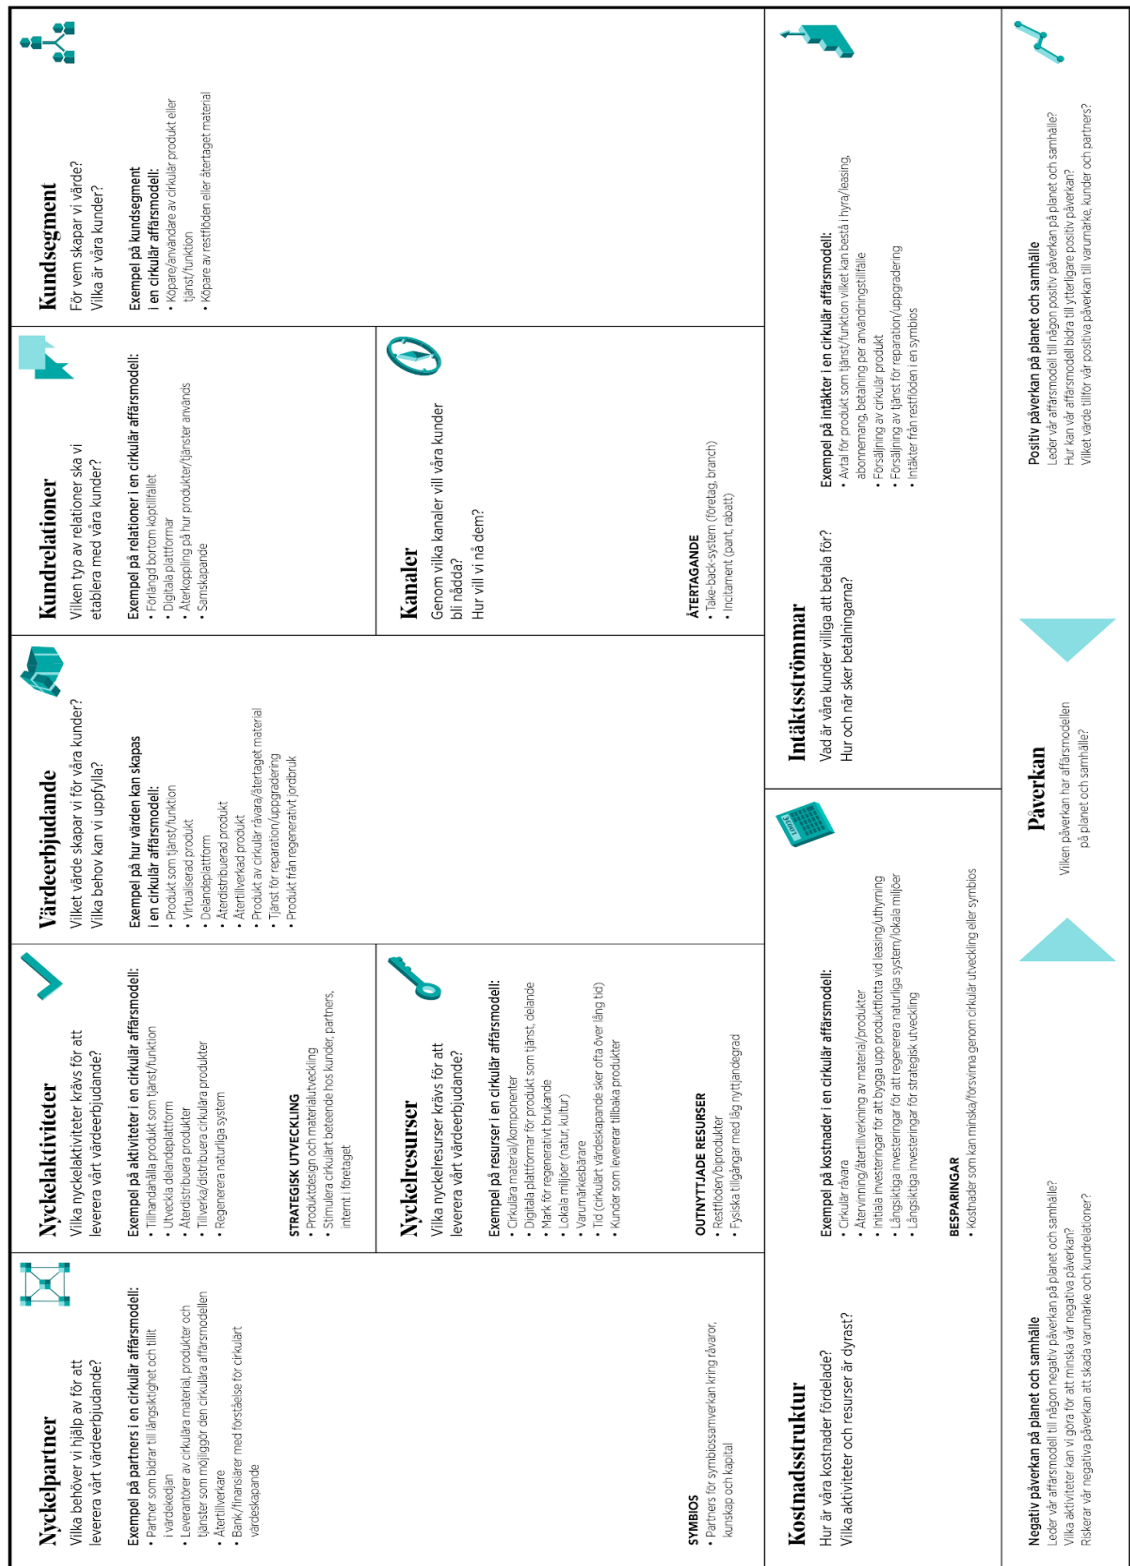 Nyckelpartner
Vilka behöver vi hjälp av för att
leverera vårt värdeerbjudande?
Exempel på partners i en cirkulär affärsmodell:
• Partner som bidrar till långsiktighet och tillit
i värdekedjan
• Leverantörer av cirkulära material, produkter och
tjänster som möjliggör den cirkulära affärsmodellen
• Återtillverkare
• Bank/finansiärer med förståelse för cirkulärt
värdeskapande
SYMBIOS
• Partners för symbiossamverkan kring råvaror,
kunskap och kapital
Nyckelaktiviteter
Vilka nyckelaktiviteter krävs för att
leverera vårt värdeerbjudande?
Exempel på aktiviteter i en cirkulär affärsmodell:
• Tillhandahålla produkt som tjänst/funktion
• Utveckla delandeplattform
• Återdistribuera produkter
• Tillverka/distribuera cirkulära produkter
• Regenerera naturliga system
STRATEGISK UTVECKLING
• Produktdesign och materialutveckling
• Stimulera cirkulärt beteende hos kunder, partners,
internt i företaget
Nyckelresurser
Vilka nyckelresurser krävs för att
leverera vårt värdeerbjudande?
Exempel på resurser i en cirkulär affärsmodell:
• Cirkulära material/komponenter
• Digitala plattformar för produkt som tjänst, delande
• Mark för regenerativt brukande
• Lokala miljöer (natur, kultur)
• Varumärkesbärare
• Tid (cirkulärt värdeskapande sker ofta över lång tid)
• Kunder som levererar tillbaka produkter
OUTNYTTJADE RESURSER
• Restflöden/biprodukter
• Fysiska tillgångar med låg nyttjandegrad
Värdeerbjudande
Vilket värde skapar vi för våra kunder?
Vilka behov kan vi uppfylla?
Exempel på hur värden kan skapas
i en cirkulär affärsmodell:
• Produkt som tjänst/funktion
• Virtualiserad produkt
• Delandeplattform
• Återdistribuerad produkt
• Återtillverkad produkt
• Produkt av cirkulär råvara/återtaget material
• Tjänst för reparation/uppgradering
• Produkt från regenerativt jordbruk
Kundrelationer
Vilken typ av relationer ska vi
etablera med våra kunder?
Exempel på relationer i en cirkulär affärsmodell:
• Förlängd bortom köptillfället
• Digitala plattformar
• Återkoppling på hur produkter/tjänster används
• Samskapande
Kanaler
Genom vilka kanaler vill våra kunder
bli nådda?
Hur vill vi nå dem?
ÅTERTAGANDE
• Take-back-system (företag, branch)
• Incitament (pant, rabatt)
Kundsegment
För vem skapar vi värde?
Vilka är våra kunder?
Exempel på kundsegment
i en cirkulär affärsmodell:
• Köpare/användare av cirkulär produkt eller
tjänst/funktion
• Köpare av restflöden eller återtaget material
Kostnadsstruktur
Hur är våra kostnader fördelade?
Vilka aktiviteter och resurser är dyrast?
Exempel på kostnader i en cirkulär affärsmodell:
• Cirkulär råvara
• Återvinning/återtillverkning av material/produkter
• Initiala investeringar för att bygga upp produktflotta vid leasing/uthyrning
• Långsiktiga investeringar för att regenerera naturliga system/lokala miljöer
• Långsiktiga investeringar för strategisk utveckling
BESPARINGAR
• Kostnader som kan minska/försvinna genom cirkulär utveckling eller symbios
Intäktsströmmar
Vad är våra kunder villiga att betala för?
Hur och när sker betalningarna?
Exempel på intäkter i en cirkulär affärsmodell:
• Avtal för produkt som tjänst/funktion vilket kan bestå i hyra/leasing,
abonnemang, betalning per användningstillfälle
• Försäljning av cirkulär produkt
• Försäljning av tjänst för reparation/uppgradering
• Intäkter från restflöden i en symbios
Negativ påverkan på planet och samhälle
Leder vår affärsmodell till någon negativ påverkan på planet och samhälle?
Vilka aktiviteter kan vi göra för att minska vår negativa påverkan?
Riskerar vår negativa påverkan att skada varumärke och kundrelationer?
Påverkan
Vilken påverkan har affärsmodellen
på planet och samhälle?
Positiv påverkan på planet och samhälle
Leder vår affärsmodell till någon positiv påverkan på planet och samhälle?
Hur kan vår affärsmodell bidra till ytterligare positiv påverkan?
Vilket värde tillför vår positiva påverkan till varumärke, kunder och partners?